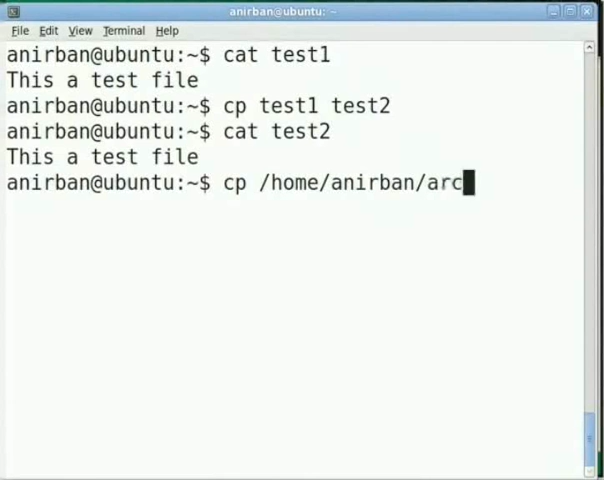 anirban@ubuntu: ~
File Edit View Terminal Help
anirban@ubuntu:~$ cat test1
This a test file
anirban@ubuntu:~$ cp test1 test2
anirban@ubuntu:~$ cat test2
This a test file
anirban@ubuntu:~$ cp /home/anirban/arc